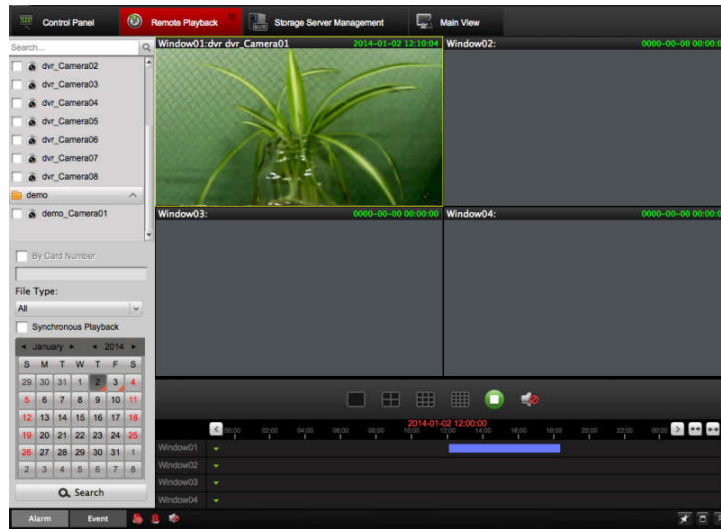 Control Panel
Remote Playback
Storage Server Management
Main View
Search...
dvr_Camera02
dvr_Camera03
dvr_Camera04
dvr_Camera05
dvr_Camera06
dvr_Camera07
dvr_Camera08
demo
demo_Camera01
By Card Number
File Type:
All
Synchronous Playback
January 2014
S M T W T F S
29 30 31 1 2 3 4
5 6 7 8 9 10 11
12 13 14 15 16 17 18
19 20 21 22 23 24 25
26 27 28 29 30 31 1
2 3 4 5 6 7 8
Search
Alarm
Event
Window01:dvr dvr_Camera01 2014-01-02 12:10:04
Window02: 0000-00-00 00:00:0
Window03: 0000-00-00 00:00:00
Window04: 0000-00-00 00:00:0
2014-01-02 12:00:00
00:00 02:00 04:00 06:00 08:00 10:00 12:00 14:00 16:00 18:00 20:00 22:00 00:00
Window01
Window02
Window03
Window04